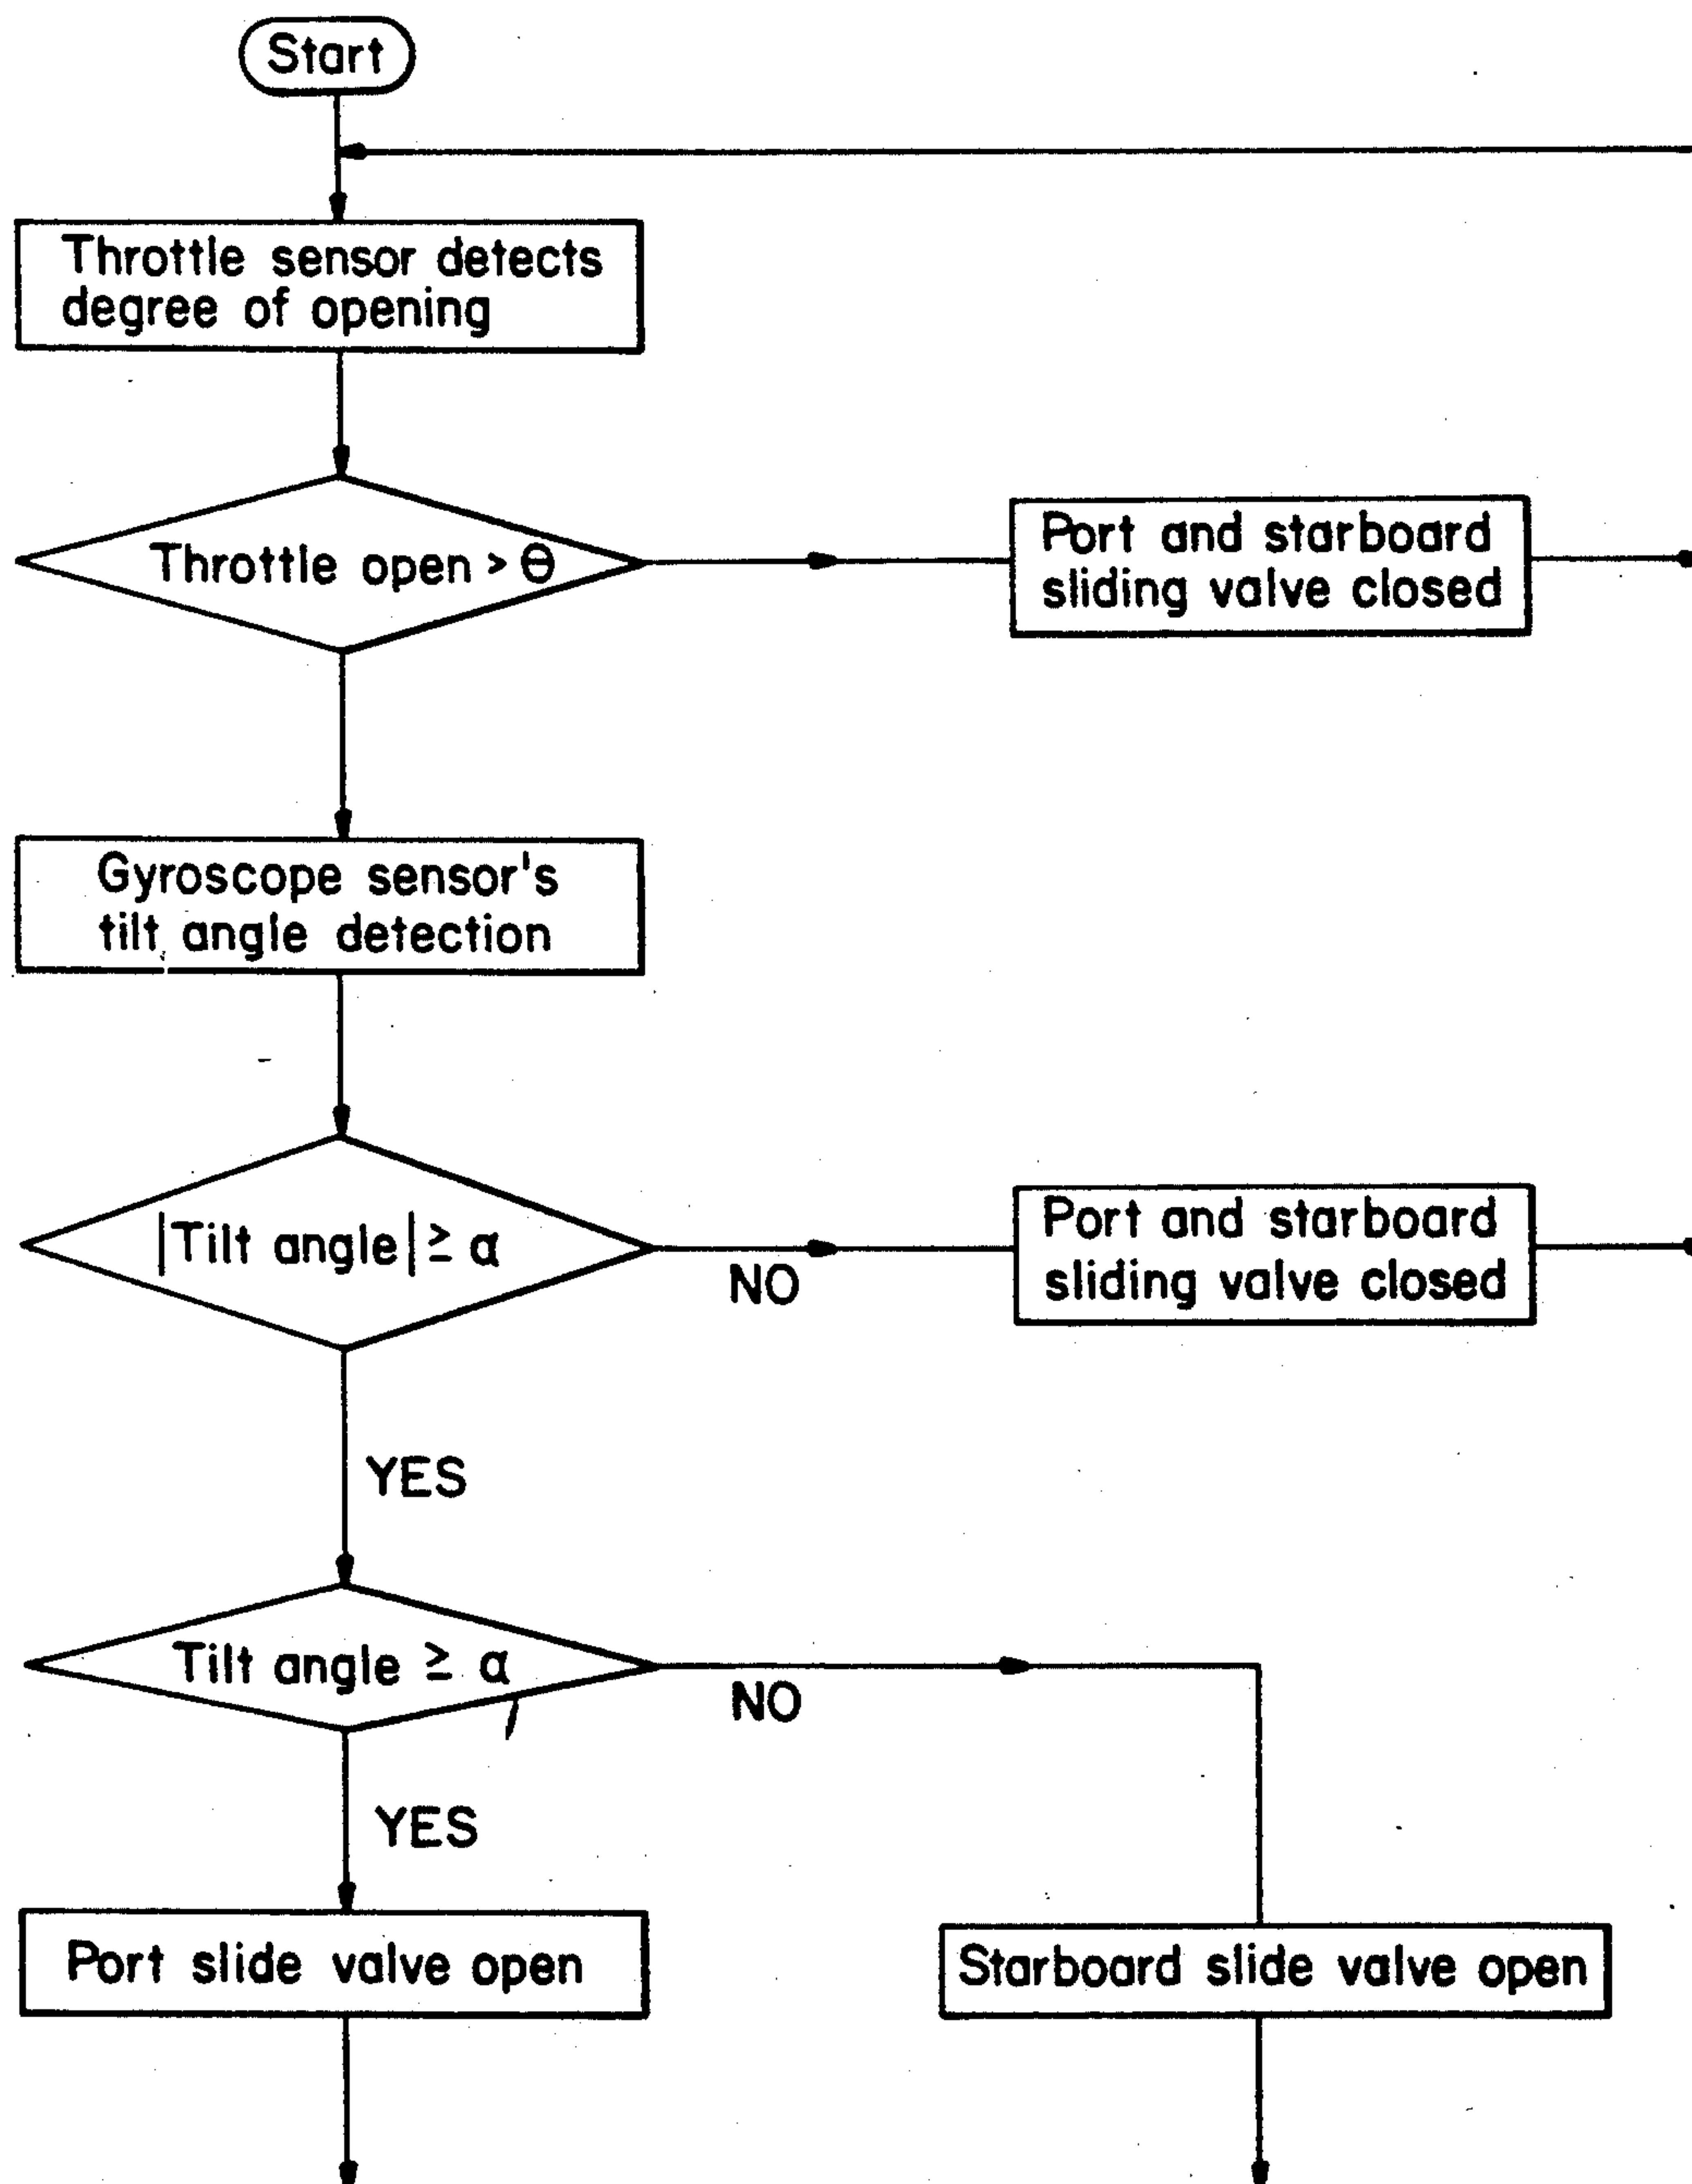 Start
Throttle sensor detects
degree of opening
Throttle open > Θ
Port and starboard
sliding valve closed
Gyroscope sensor's
tilt angle detection
|Tilt angle| ≥ α
NO
Port and starboard
sliding valve closed
YES
Tilt angle ≥ α
NO
YES
Port slide valve open
Starboard slide valve open